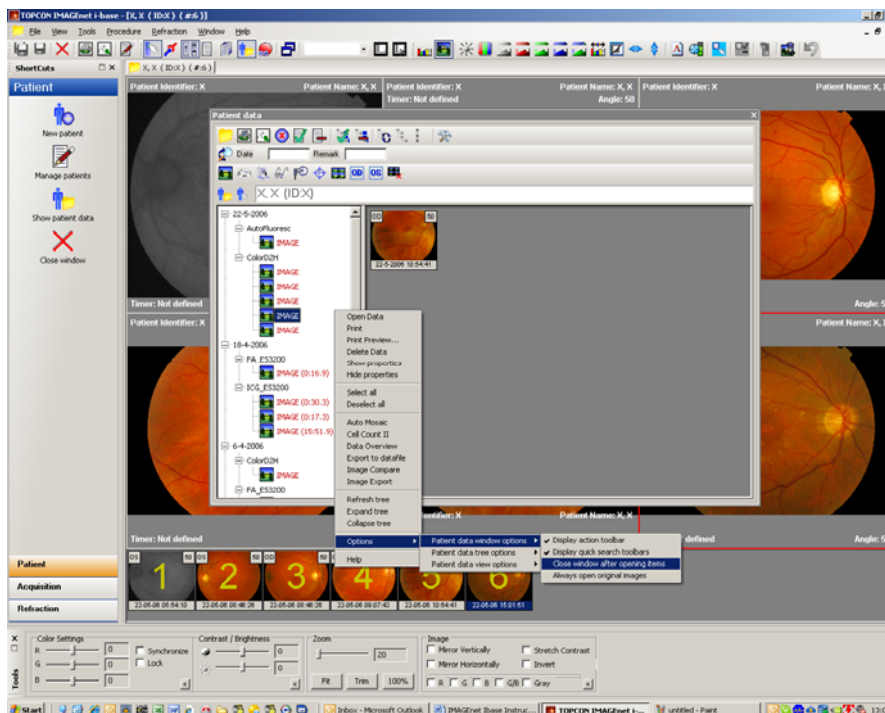 TOPCON IMAGEnet i-base - [X, X ( ID:X ) ( #:6 )]
File View Tools Procedure Refraction Window Help
ShortCuts
X, X ( ID:X ) ( #:6)
Patient
New patient
Manage patients
Show patient data
Close window
Patient
Acquisition
Refraction
Patient Identifier: X Patient Name: X, X
Patient Identifier: X Patient Name: X, X
Timer: Not defined Angle: 50
Patient Identifier: X Patient Name: X,
Timer: Not defined
Angle: 5
Patient Identifier: X
Patient Name: X,
Patient data
Date Remark
OD OS
X, X (ID:X)
22-5-2006
AutoFluoresc
IMAGE
ColorD2H
IMAGE
IMAGE
IMAGE
IMAGE
IMAGE
18-4-2006
FA_ES3200
IMAGE (0:16.9)
ICG_ES3200
IMAGE (0:30.3)
IMAGE (0:17.3)
IMAGE (15:51.9)
6-4-2006
ColorD2H
IMAGE
FA_ES3200
OD 50
22-5-2006 10:54:41
Open Data
Print
Print Preview...
Delete Data
Show properties
Hide properties
Select all
Deselect all
Auto Mosaic
Cell Count II
Data Overview
Export to datafile
Image Compare
Image Export
Refresh tree
Expand tree
Collapse tree
Options
Help
Patient data window options
Patient data tree options
Patient data view options
Display action toolbar
Display quick search toolbars
Close window after opening items
Always open original images
Patient Name: X, X
Timer: Not defined
Angle: 5
1 2 3 4 5 6
22-05-06 08:48:26
22-05-06 08:48:26
22-05-06 09:07:43
22-05-06 10:54:41
22-05-06 15:01:51
Tools
Color Settings
R 0
G 0
B 0
Synchronize
Lock
Contrast / Brightness
0
0
Zoom
20
Fit Trim 100%
Image
Mirror Vertically Stretch Contrast
Mirror Horizontally Invert
R G B G/B Gray
Start
Inbox - Microsoft Outlook
IMAGEnet Ibase Instruc...
TOPCON IMAGEnet i-...
untitled - Paint